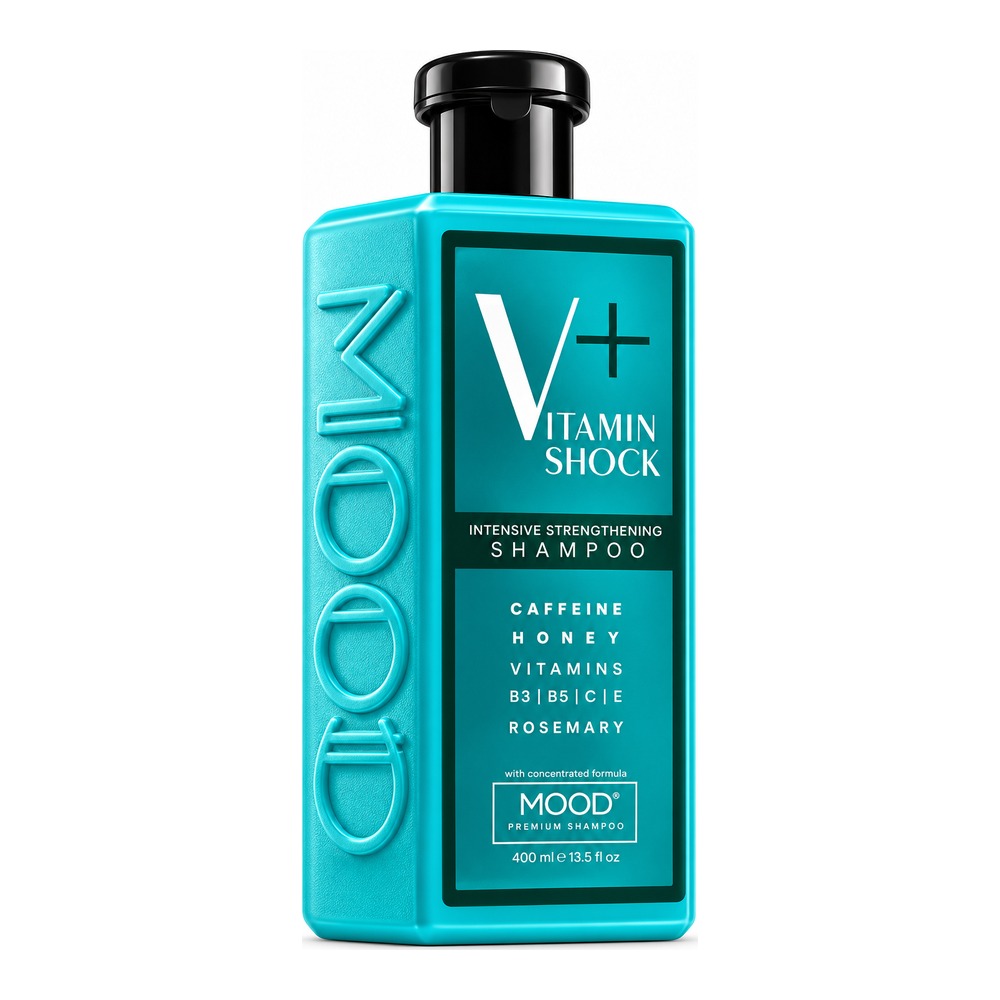 MOOD
V+
VITAMIN
SHOCK
INTENSIVE STRENGTHENING
SHAMPOO
CAFFEINE
HONEY
VITAMINS
B3 | B5 | C | E
ROSEMARY
with concentrated formula
MOOD®
PREMIUM SHAMPOO
400 ml ℮ 13.5 fl oz